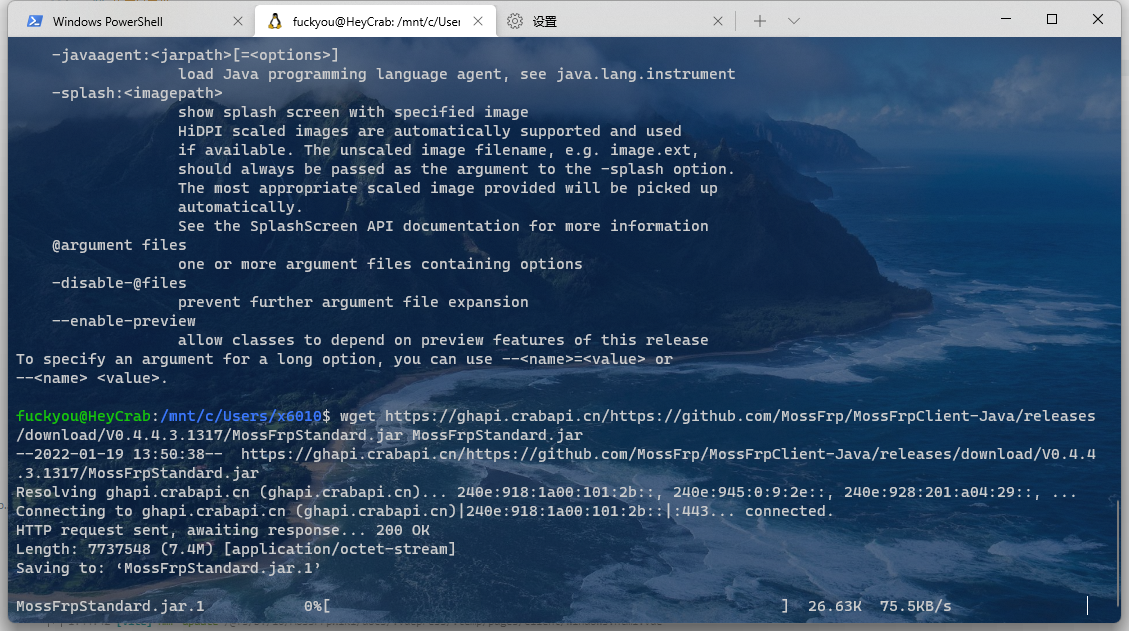 Windows PowerShell
fuckyou@HeyCrab: /mnt/c/User
设置
-javaagent:<jarpath>[=<options>]
load Java programming language agent, see java.lang.instrument
-splash:<imagepath>
show splash screen with specified image
HiDPI scaled images are automatically supported and used
if available. The unscaled image filename, e.g. image.ext,
should always be passed as the argument to the -splash option.
The most appropriate scaled image provided will be picked up
automatically.
See the SplashScreen API documentation for more information
@argument files
one or more argument files containing options
-disable-@files
prevent further argument file expansion
--enable-preview
allow classes to depend on preview features of this release
To specify an argument for a long option, you can use --<name>=<value> or
--<name> <value>.
fuckyou@HeyCrab:/mnt/c/Users/x6010$ wget https://ghapi.crabapi.cn/https://github.com/MossFrp/MossFrpClient-Java/releases
/download/V0.4.4.3.1317/MossFrpStandard.jar MossFrpStandard.jar
--2022-01-19 13:50:38--  https://ghapi.crabapi.cn/https://github.com/MossFrp/MossFrpClient-Java/releases/download/V0.4.4
.3.1317/MossFrpStandard.jar
Resolving ghapi.crabapi.cn (ghapi.crabapi.cn)... 240e:918:1a00:101:2b::, 240e:945:0:9:2e::, 240e:928:201:a04:29::, ...
Connecting to ghapi.crabapi.cn (ghapi.crabapi.cn)|240e:918:1a00:101:2b::|:443... connected.
HTTP request sent, awaiting response... 200 OK
Length: 7737548 (7.4M) [application/octet-stream]
Saving to: ‘MossFrpStandard.jar.1’
MossFrpStandard.jar.1 0%[ ] 26.63K 75.5KB/s